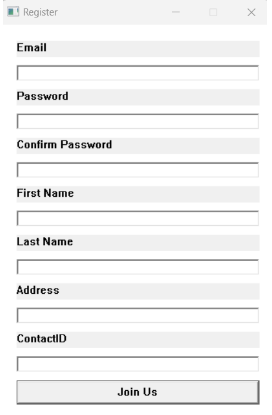 Register
Email
Password
Confirm Password
First Name
Last Name
Address
ContactID
Join Us